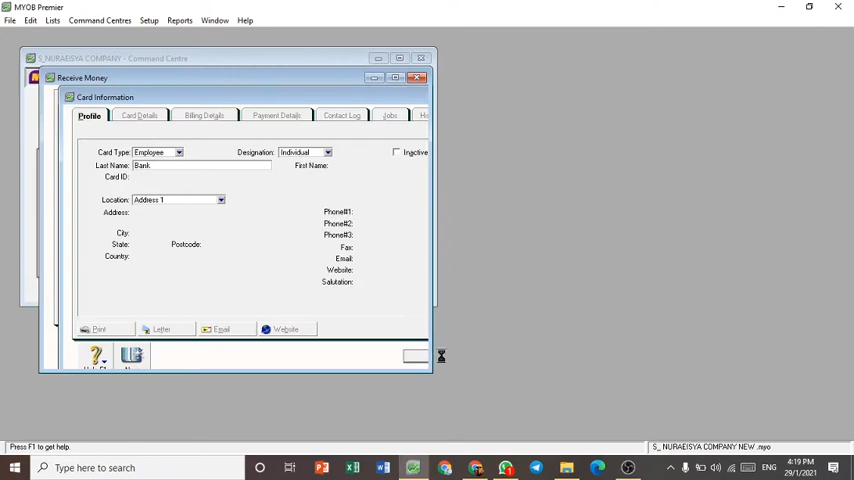 MYOB Premier
File Edit Lists Command Centres Setup Reports Window Help
S_NURAEISYA COMPANY - Command Centre
Receive Money
Card Information
Profile Card Details Billing Details Payment Details Contact Log Jobs
Card Type: Employee Designation: Individual Inactive
Last Name: Bank First Name:
Card ID:
Location: Address 1
Address: Phone#1:
Phone#2:
Phone#3:
City: Fax:
State: Postcode: Email:
Country: Website:
Salutation:
Print Letter Email Website
Press F1 to get help. S_ NURAEISYA COMPANY NEW .myo
Type here to search ENG 4:19 PM
29/1/2021